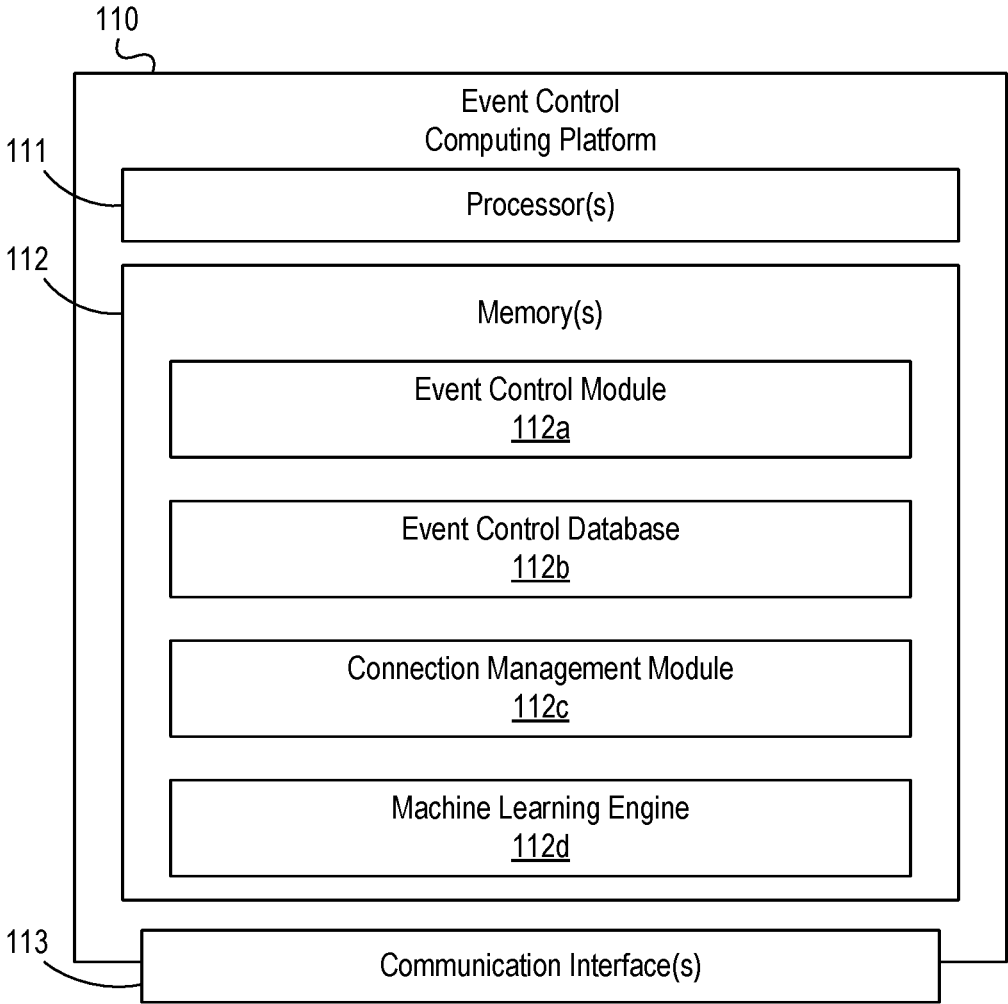 110
Event Control
Computing Platform
111
Processor(s)
112
Memory(s)
Event Control Module
112a
Event Control Database
112b
Connection Management Module
112c
Machine Learning Engine
112d
113
Communication Interface(s)